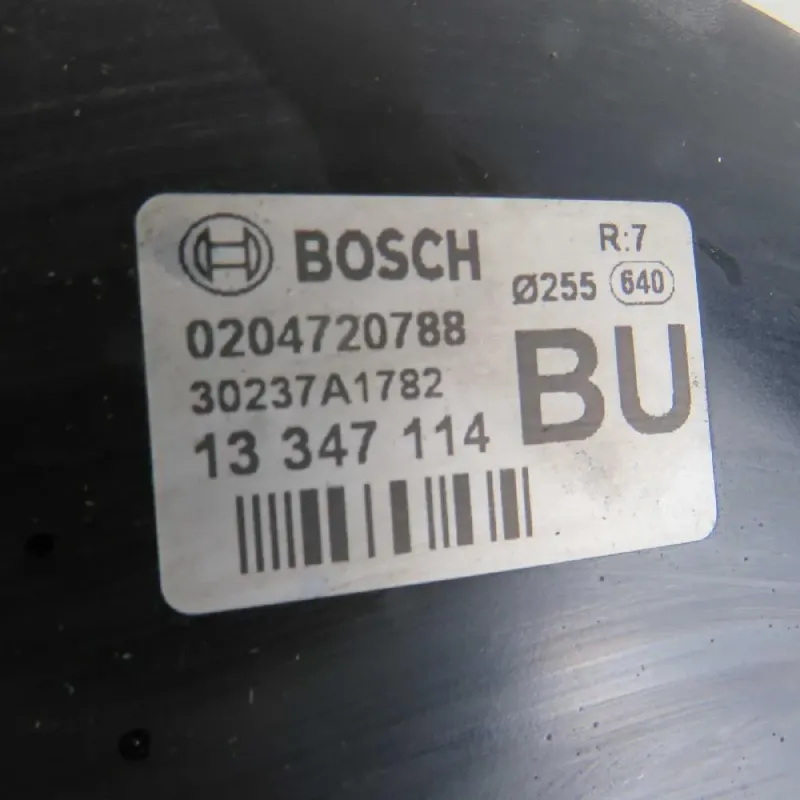 BOSCH
R:7
Ø255 640
0204720788
30237A1782
13 347 114
BU